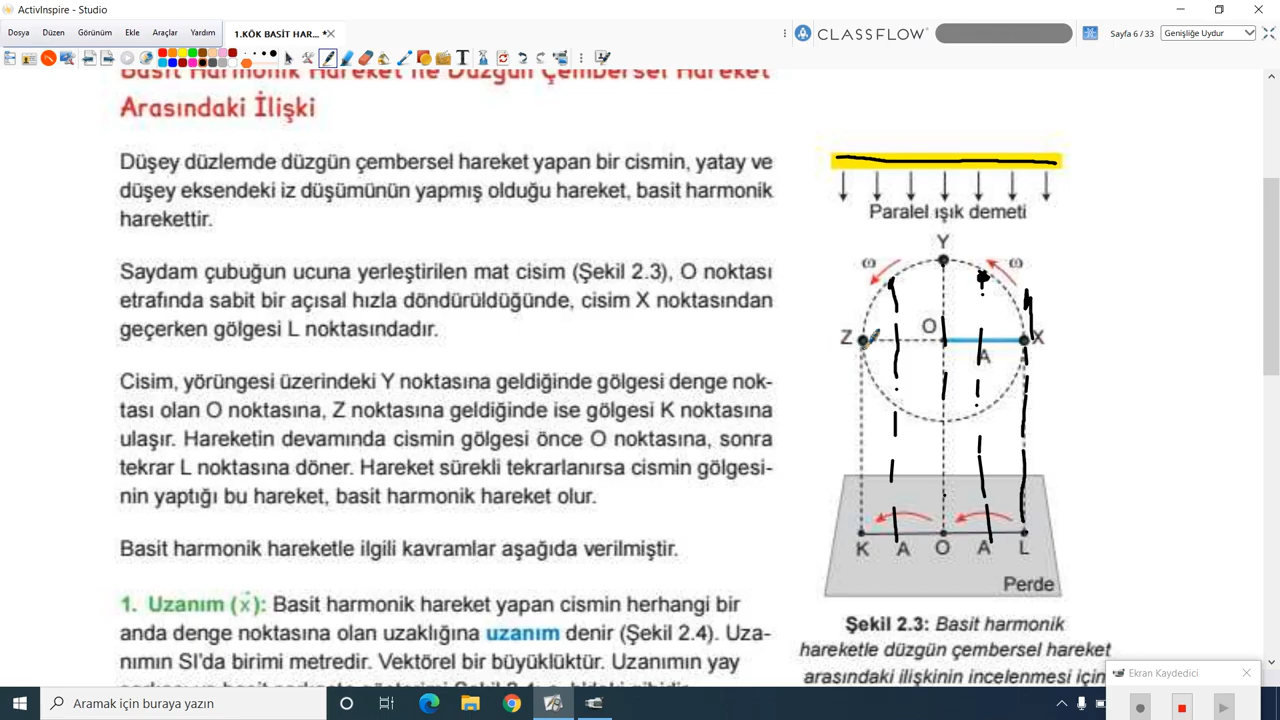 ActivInspire - Studio
Dosya Düzen Görünüm Ekle Araçlar Yardım 1.KÖK BASİT HAR... * CLASSFLOW Sayfa 6 / 33 Genişliğe Uydur
Basit Harmonik Hareket ile Düzgün Çembersel Hareket
Arasındaki İlişki
Düşey düzlemde düzgün çembersel hareket yapan bir cismin, yatay ve
düşey eksendeki iz düşümünün yapmış olduğu hareket, basit harmonik
harekettir.
Saydam çubuğun ucuna yerleştirilen mat cisim (Şekil 2.3), O noktası
etrafında sabit bir açısal hızla döndürüldüğünde, cisim X noktasından
geçerken gölgesi L noktasındadır.
Cisim, yörüngesi üzerindeki Y noktasına geldiğinde gölgesi denge nok-
tası olan O noktasına, Z noktasına geldiğinde ise gölgesi K noktasına
ulaşır. Hareketin devamında cismin gölgesi önce O noktasına, sonra
tekrar L noktasına döner. Hareket sürekli tekrarlanırsa cismin gölgesi-
nin yaptığı bu hareket, basit harmonik hareket olur.
Basit harmonik hareketle ilgili kavramlar aşağıda verilmiştir.
1. Uzanım (x): Basit harmonik hareket yapan cismin herhangi bir
anda denge noktasına olan uzaklığına uzanım denir (Şekil 2.4). Uza-
nımın SI'da birimi metredir. Vektörel bir büyüklüktür. Uzanımın yay
Paralel ışık demeti
Y
ω ω
Z O X
A
K A O A L
Perde
Şekil 2.3: Basit harmonik
hareketle düzgün çembersel hareket
arasındaki ilişkinin incelenmesi için
Ekran Kaydedici
Aramak için buraya yazın